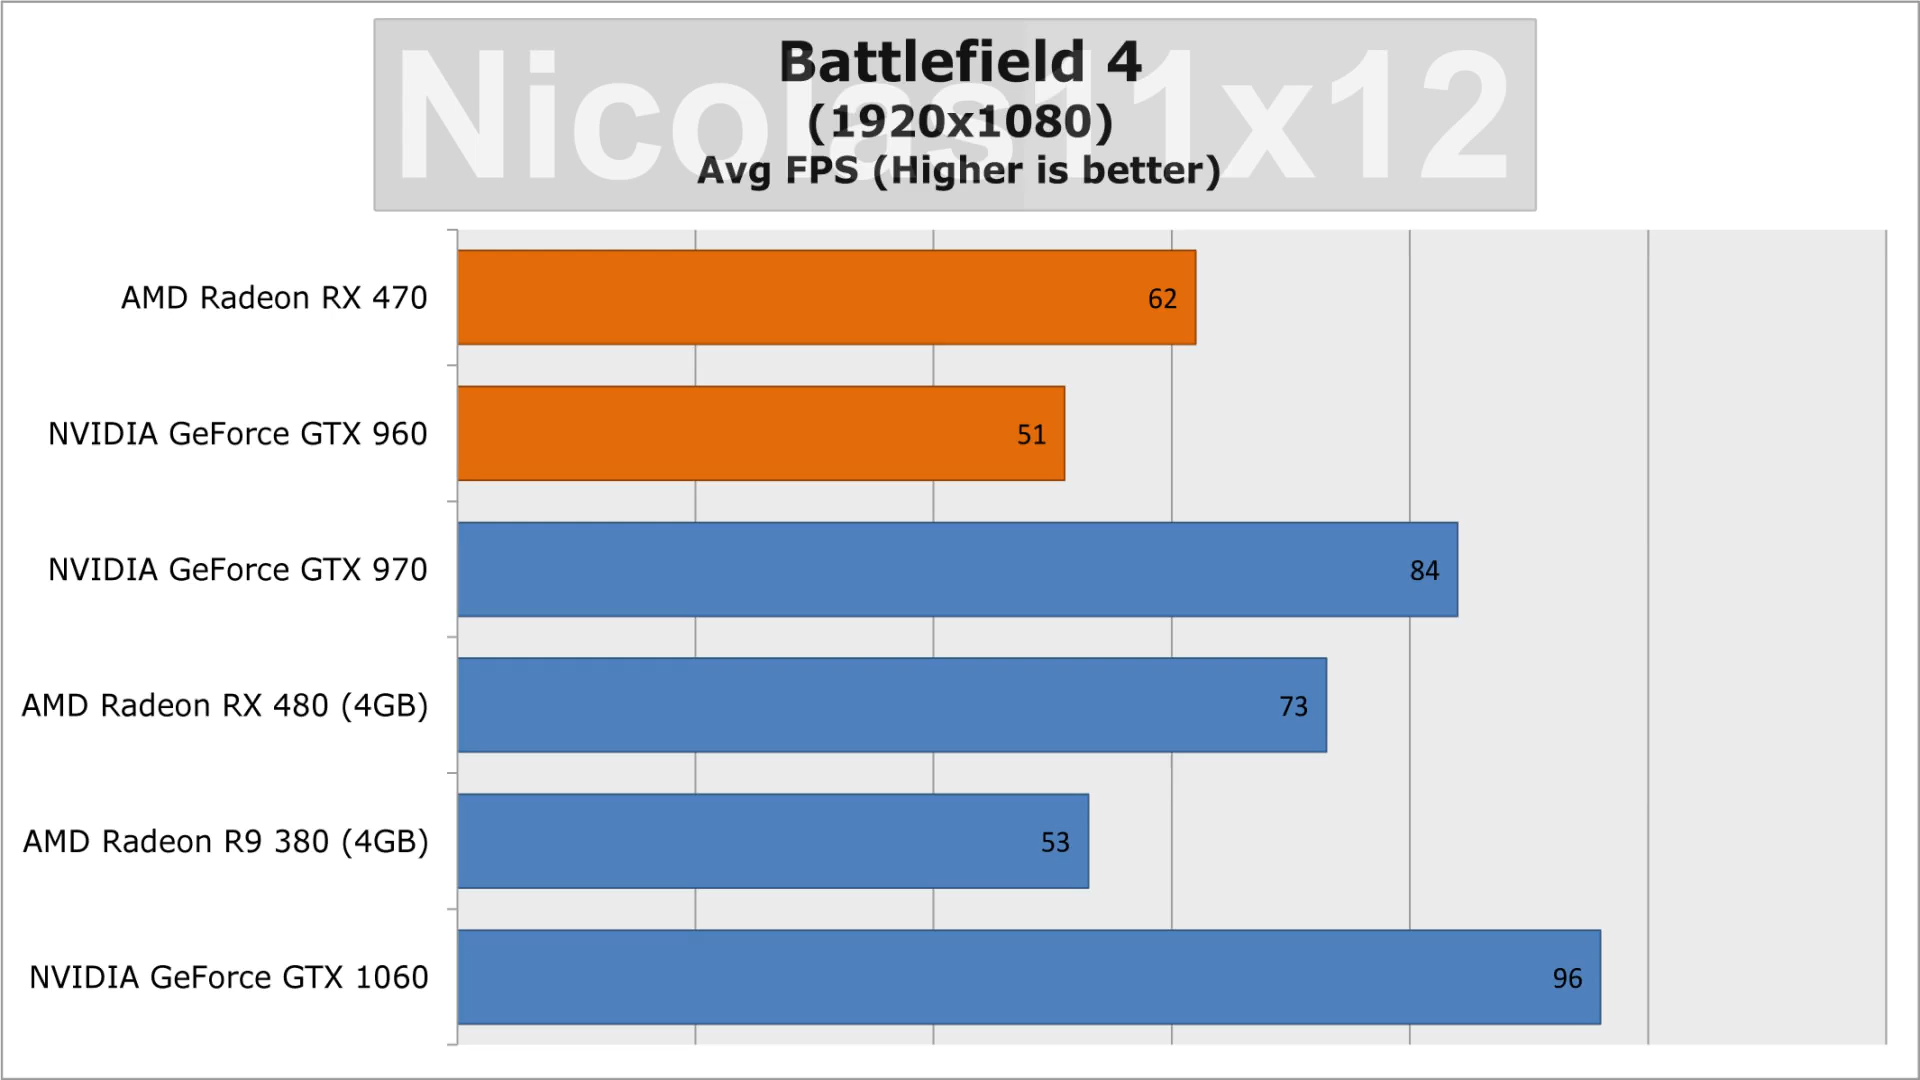 Nicolas11x12
Battlefield 4
(1920x1080)
Avg FPS (Higher is better)
AMD Radeon RX 470
62
NVIDIA GeForce GTX 960
51
NVIDIA GeForce GTX 970
84
AMD Radeon RX 480 (4GB)
73
AMD Radeon R9 380 (4GB)
53
NVIDIA GeForce GTX 1060
96